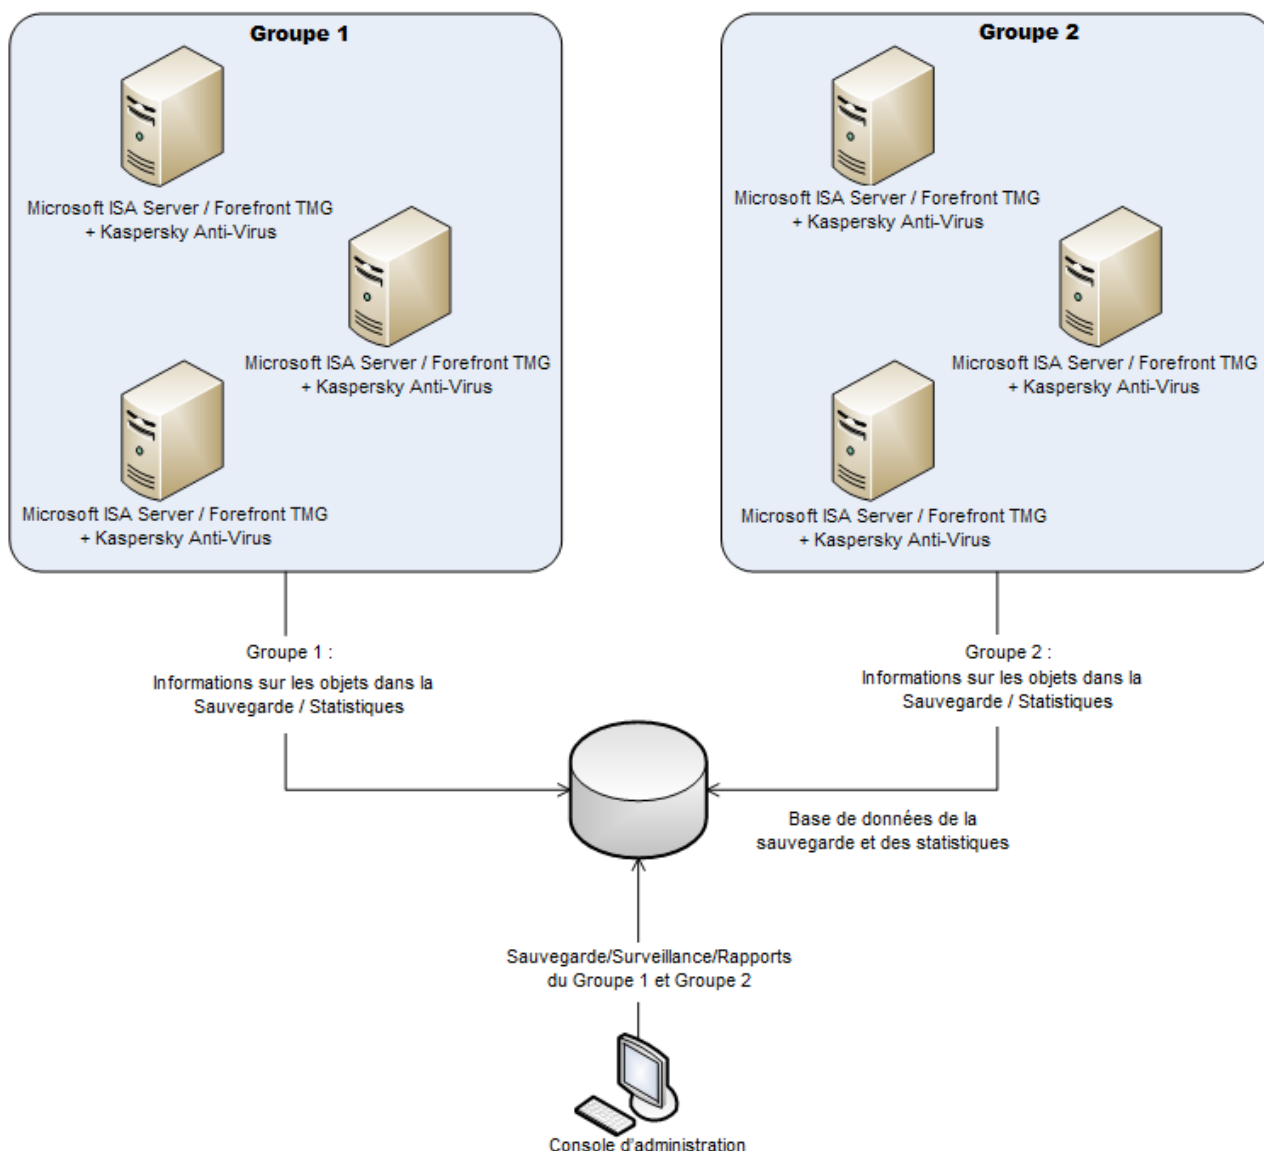 Groupe 1
Microsoft ISA Server / Forefront TMG
+ Kaspersky Anti-Virus
Microsoft ISA Server / Forefront TMG
+ Kaspersky Anti-Virus
Microsoft ISA Server / Forefront TMG
+ Kaspersky Anti-Virus
Groupe 2
Microsoft ISA Server / Forefront TMG
+ Kaspersky Anti-Virus
Microsoft ISA Server / Forefront TMG
+ Kaspersky Anti-Virus
Microsoft ISA Server / Forefront TMG
+ Kaspersky Anti-Virus
Groupe 1 :
Informations sur les objets dans la
Sauvegarde / Statistiques
Groupe 2 :
Informations sur les objets dans la
Sauvegarde / Statistiques
Base de données de la
sauvegarde et des statistiques
Sauvegarde/Surveillance/Rapports
du Groupe 1 et Groupe 2
Console d'administration